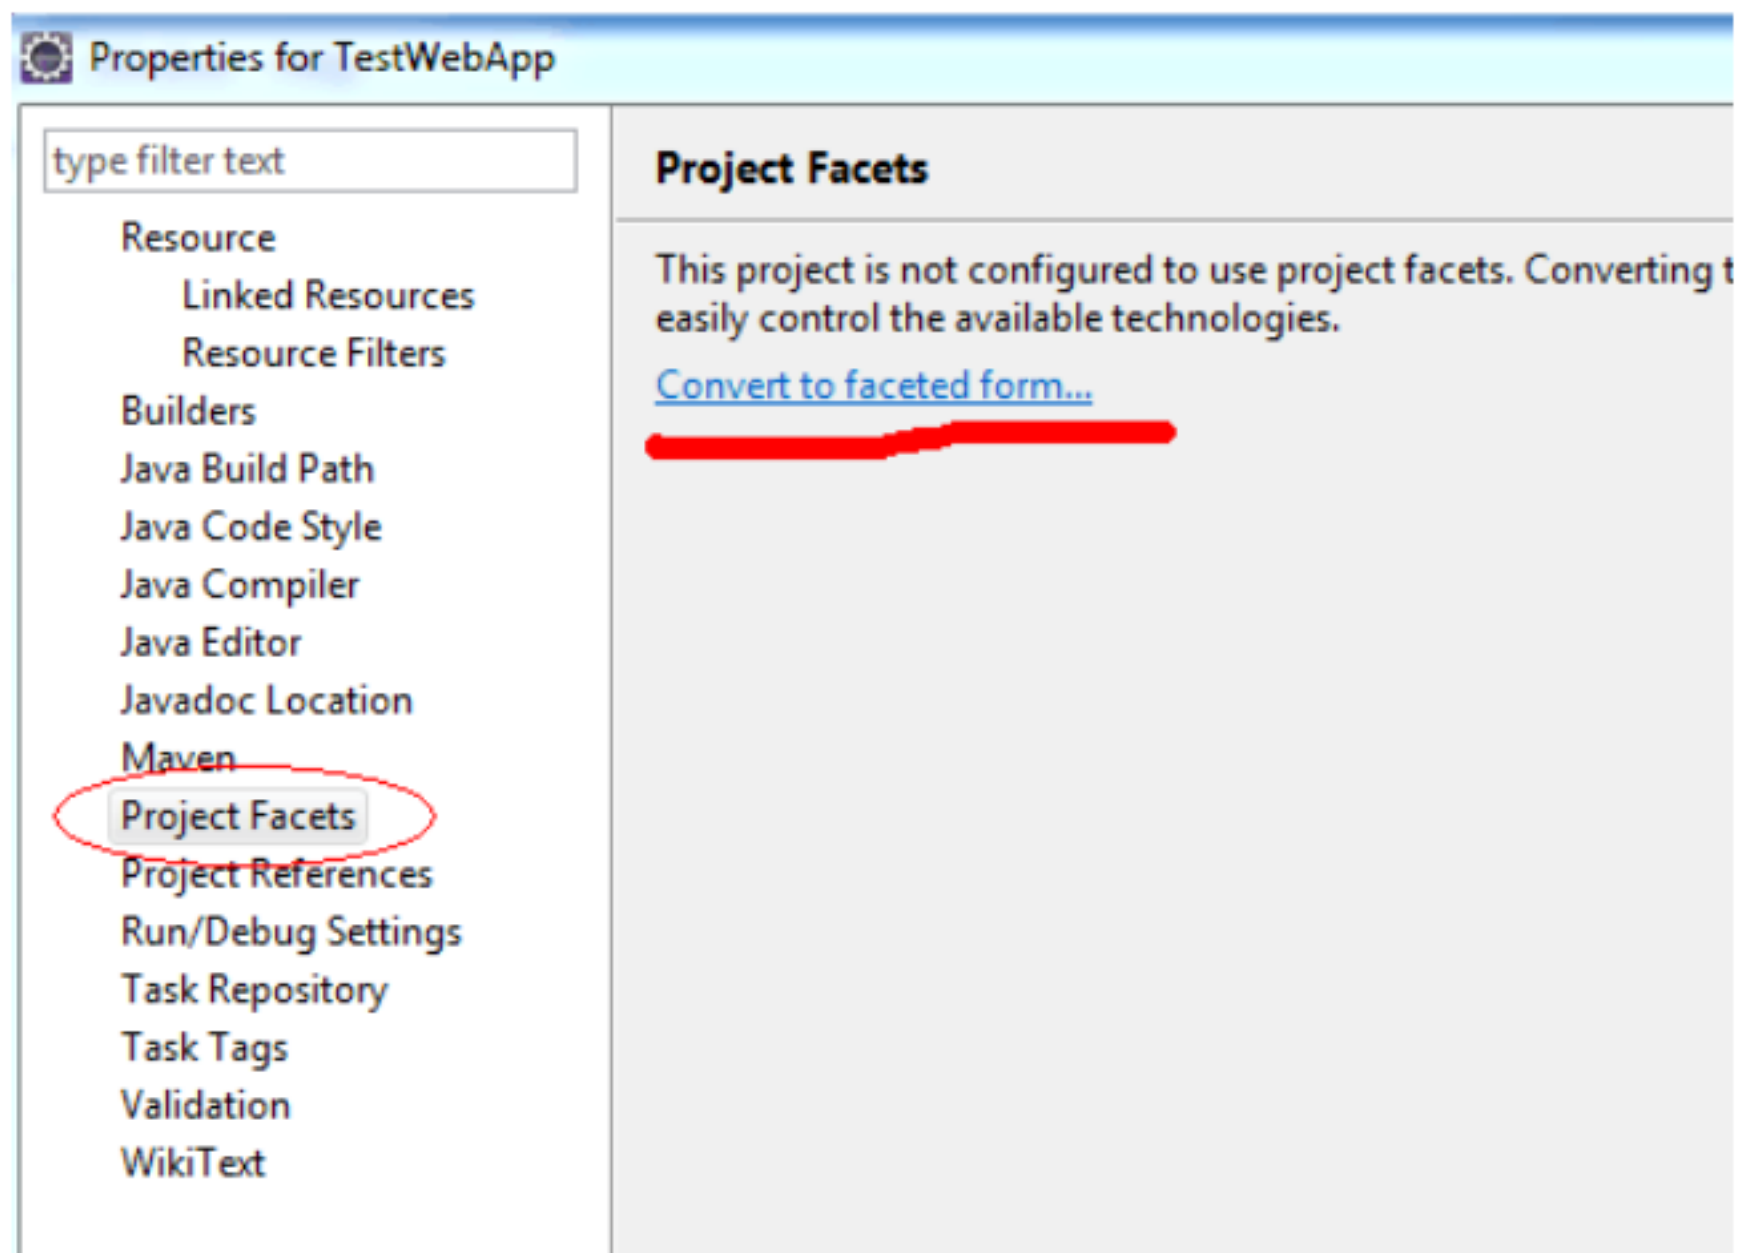 Properties for TestWebApp
type filter text
Resource
Linked Resources
Resource Filters
Builders
Java Build Path
Java Code Style
Java Compiler
Java Editor
Javadoc Location
Maven
Project Facets
Project References
Run/Debug Settings
Task Repository
Task Tags
Validation
WikiText
Project Facets
This project is not configured to use project facets. Converting
easily control the available technologies.
Convert to faceted form...